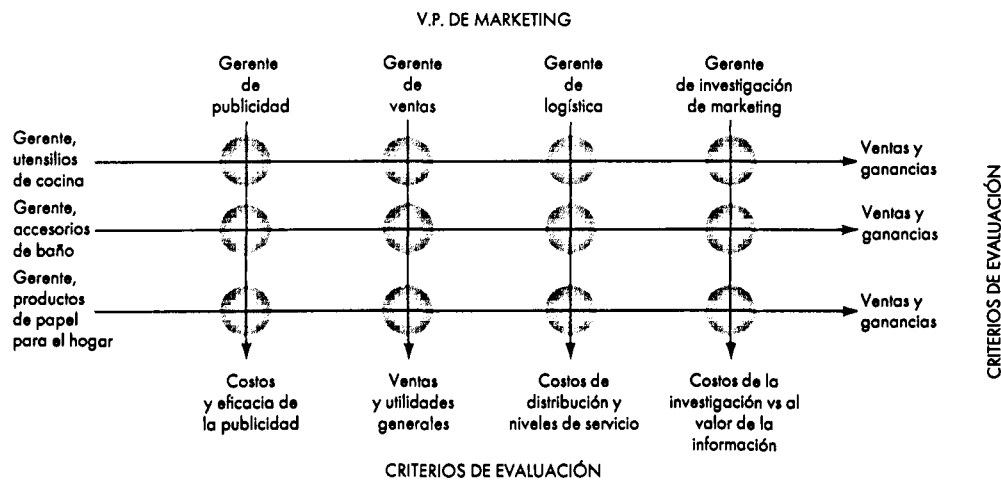 V.P. DE MARKETING
Gerente
de
publicidad
Gerente
de
ventas
Gerente
de
logística
Gerente
de investigación
de marketing
Gerente,
utensilios
de cocina
Ventas y
ganancias
Gerente,
accesorios
de baño
Ventas y
ganancias
Gerente,
productos
de papel
para el hogar
Ventas y
ganancias
CRITERIOS DE EVALUACIÓN
Costos
y eficacia de
la publicidad
Ventas
y utilidades
generales
Costos de
distribución y
niveles de servicio
Costos de la
investigación vs al
valor de la
información
CRITERIOS DE EVALUACIÓN